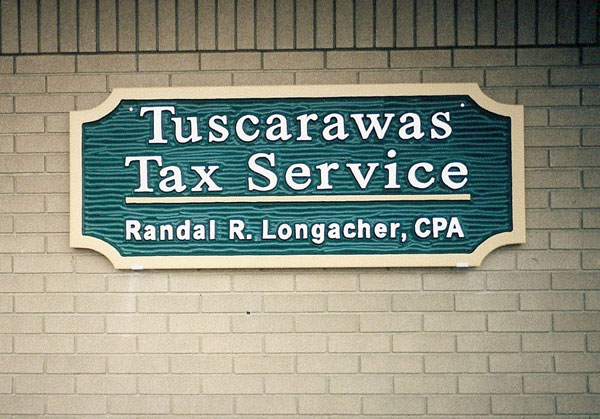 Tuscarawas
Tax Service
Randal R. Longacher, CPA